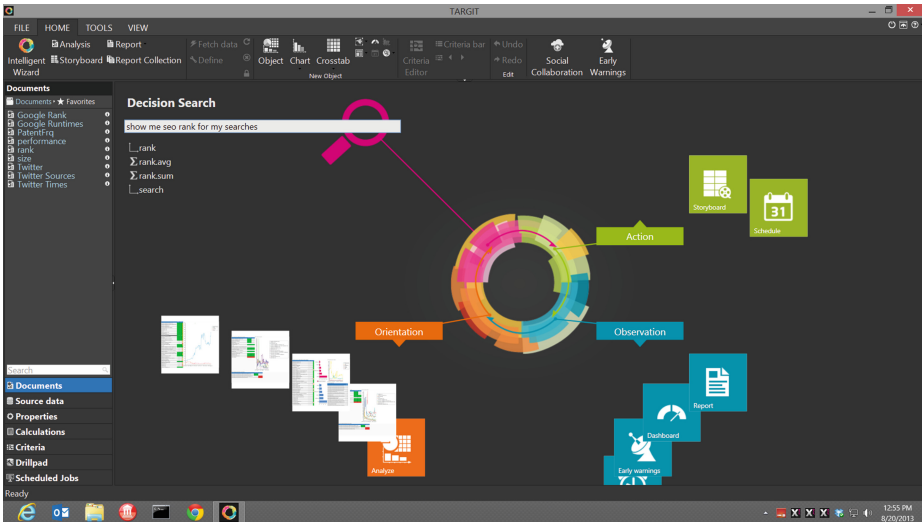 TARGIT
FILE HOME TOOLS VIEW
Analysis
Report
Fetch data
Criteria bar
Undo
Intelligent Wizard
Storyboard
Report Collection
Define
Object Chart Crosstab
Criteria Editor
Redo
Social Collaboration
Early Warnings
New Object
Edit
Documents
Documents
Favorites
Google Rank
Google Runtimes
PatentFrq
performance
rank
size
Twitter
Twitter Sources
Twitter Times
Decision Search
show me seo rank for my searches
rank
rank.avg
rank.sum
search
Storyboard
31
Schedule
Action
Orientation
Observation
Report
Dashboard
Early warnings
Analyze
Search
Documents
Source data
Properties
Calculations
Criteria
Drillpad
Scheduled Jobs
Ready
12:55 PM
8/20/2013